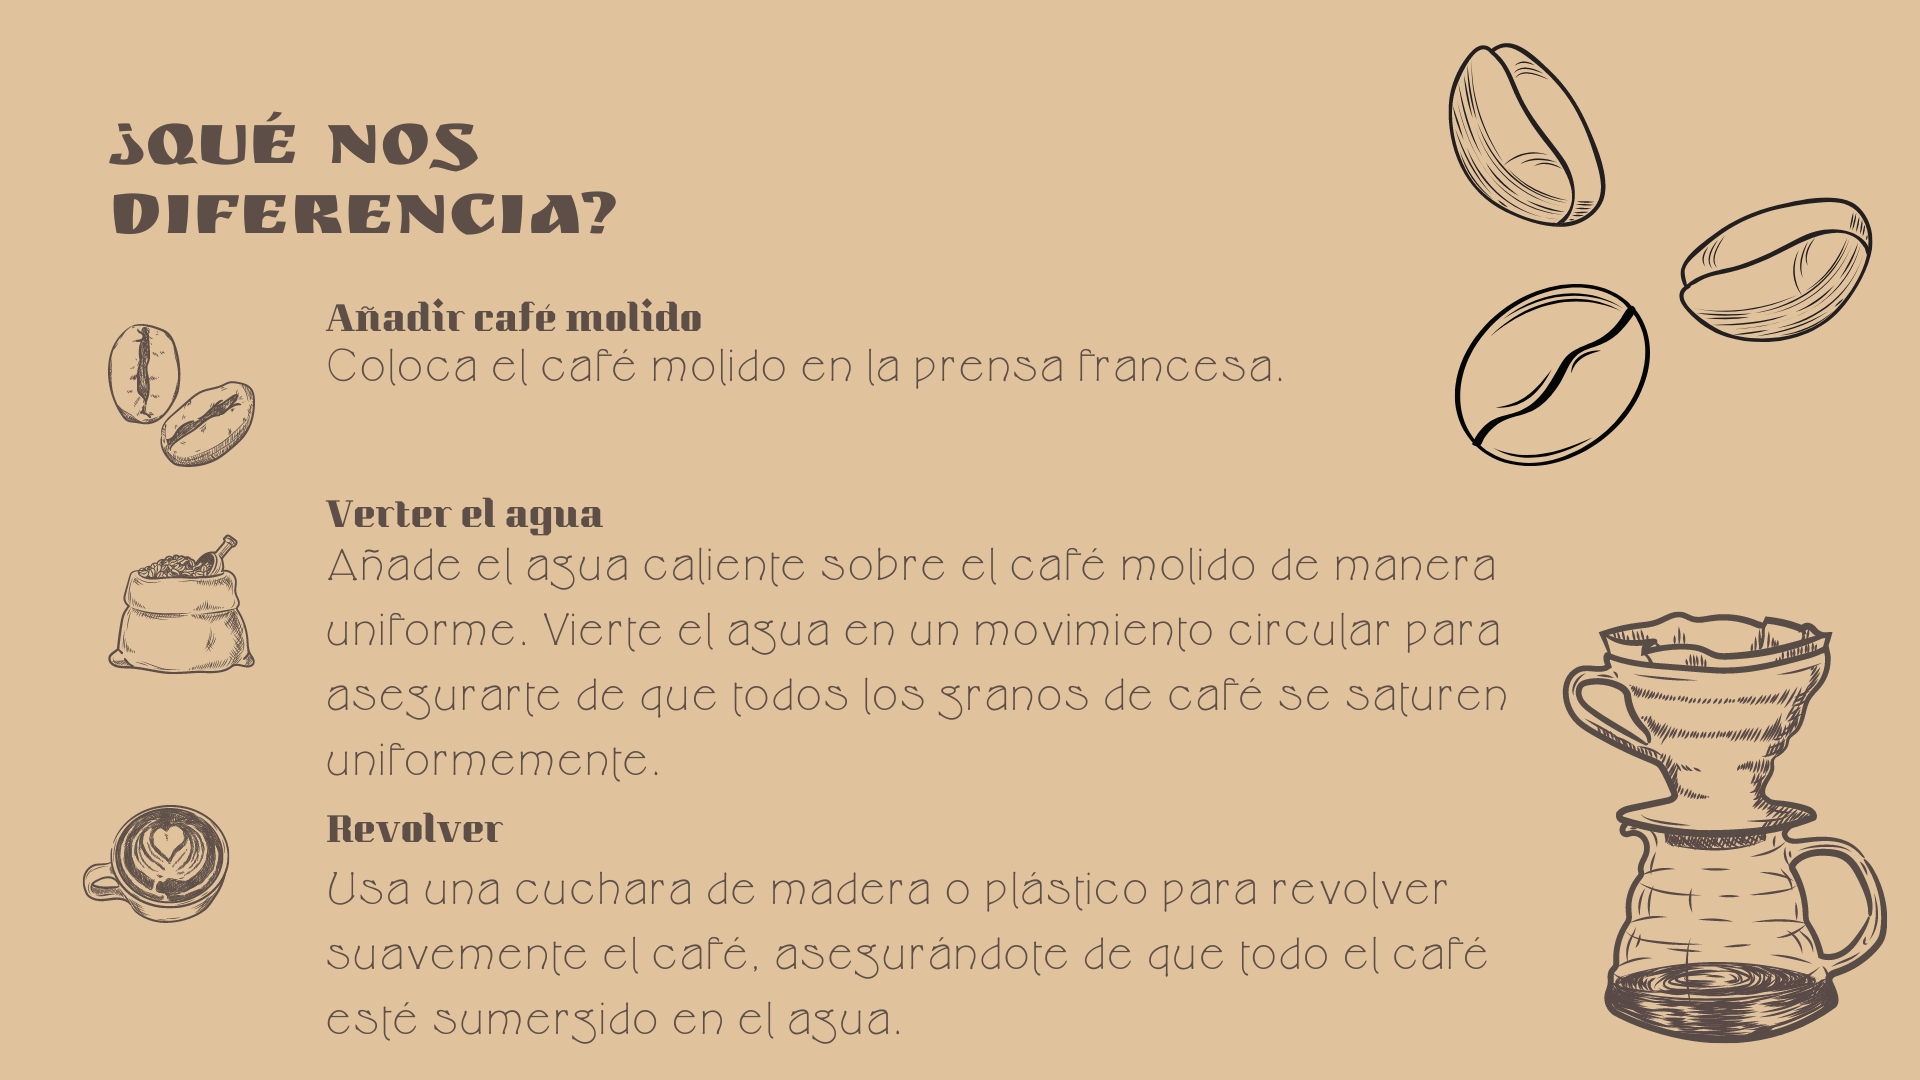 ¿QUÉ NOS
DIFERENCIA?
Añadir café molido
Coloca el café molido en la prensa francesa.
Verter el agua
Añade el agua caliente sobre el café molido de manera
uniforme. Vierte el agua en un movimiento circular para
asegurarte de que todos los granos de café se saturen
uniformemente.
Revolver
Usa una cuchara de madera o plástico para revolver
suavemente el café, asegurándote de que todo el café
esté sumergido en el agua.